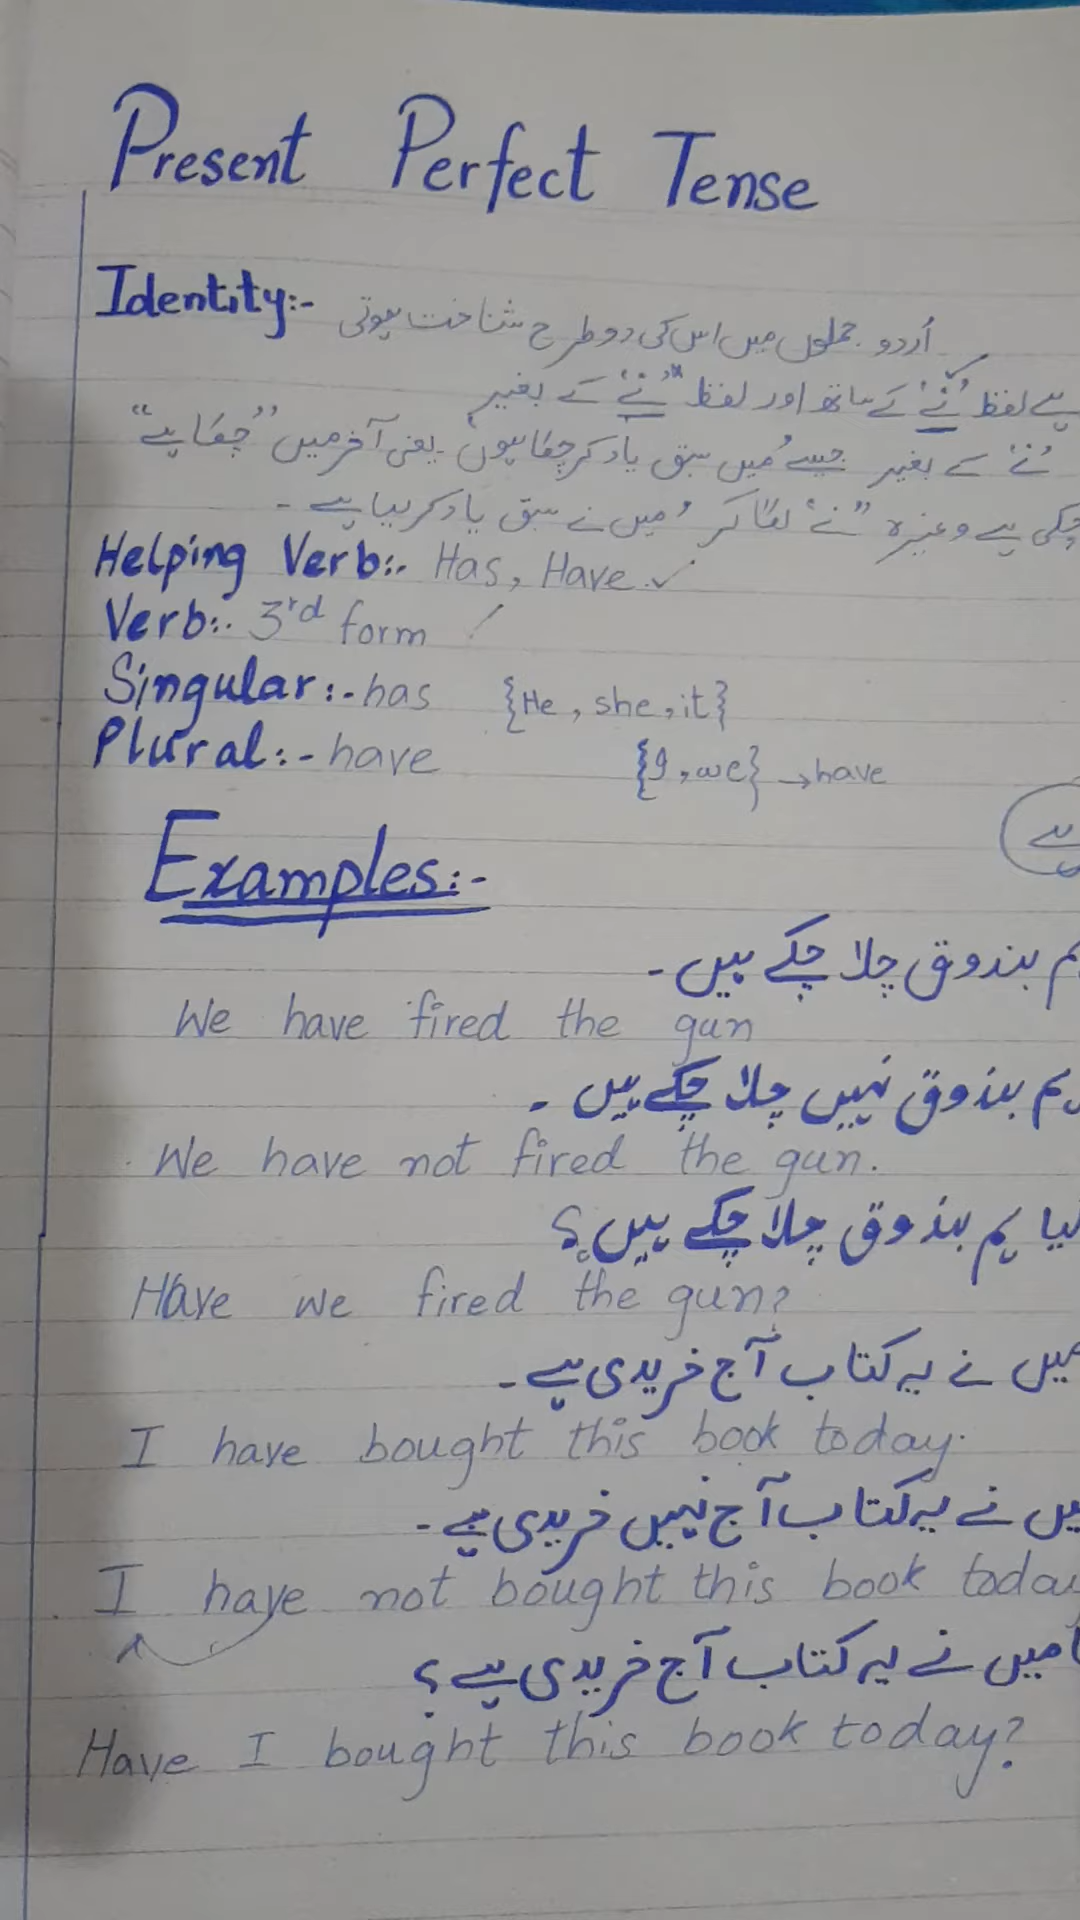 Present Perfect Tense
Identity:- اُردو جملوں میں اس کی دو طرح شناخت ہوتی
ہے لفظ "نے" کے ساتھ اور لفظ "نے" کے بغیر
"نے" کے بغیر جیسے میں سبق یاد کر چکا ہوں یعنی آخر میں "چکا ہے"
چکی ہے وغیرہ "نے" لگا کر "میں نے سبق یاد کر لیا ہے۔
Helping Verb:- Has, Have ✓
Verb:- 3rd form
Singular:- has {He, she, it}
Plural:- have {I, we} → have
ہے
Examples:-
ہم بندوق چلا چکے ہیں۔
We have fired the gun
ہم بندوق نہیں چلا چکے ہیں۔
We have not fired the gun.
کیا ہم بندوق چلا چکے ہیں؟
Have we fired the gun?
میں نے یہ کتاب آج خریدی ہے۔
I have bought this book today.
میں نے یہ کتاب آج نہیں خریدی ہے۔
I have not bought this book today
میں نے یہ کتاب آج خریدی ہے؟
Have I bought this book today?